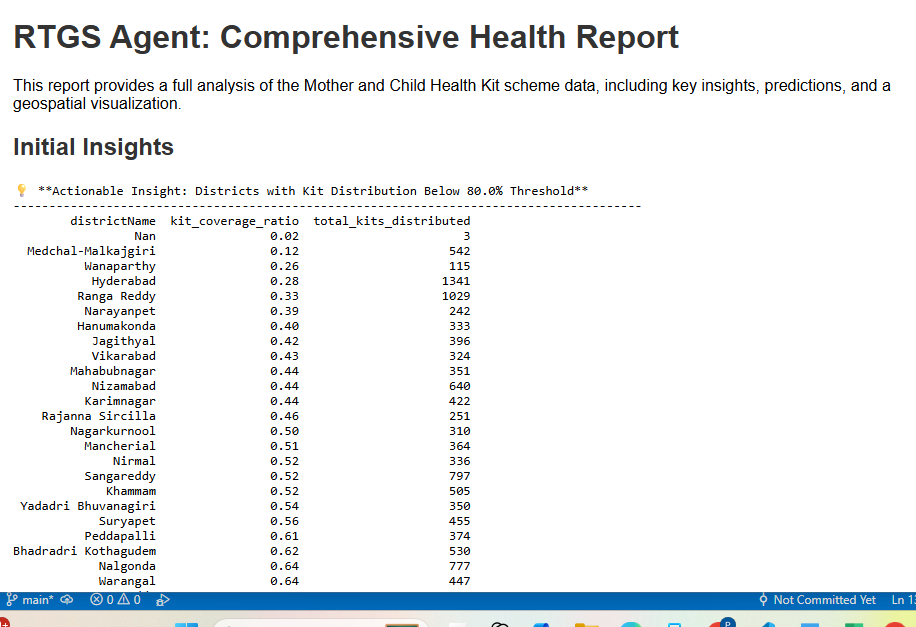 RTGS Agent: Comprehensive Health Report
This report provides a full analysis of the Mother and Child Health Kit scheme data, including key insights, predictions, and a
geospatial visualization.
Initial Insights
💡 **Actionable Insight: Districts with Kit Distribution Below 80.0% Threshold**
----------------------------------------------------------------------------------------
districtName kit_coverage_ratio total_kits_distributed
Nan 0.02 3
Medchal-Malkajgiri 0.12 542
Wanaparthy 0.26 115
Hyderabad 0.28 1341
Ranga Reddy 0.33 1029
Narayanpet 0.39 242
Hanumakonda 0.40 333
Jagithyal 0.42 396
Vikarabad 0.43 324
Mahabubnagar 0.44 351
Nizamabad 0.44 640
Karimnagar 0.44 422
Rajanna Sircilla 0.46 251
Nagarkurnool 0.50 310
Mancherial 0.51 364
Nirmal 0.52 336
Sangareddy 0.52 797
Khammam 0.52 505
Yadadri Bhuvanagiri 0.54 350
Suryapet 0.56 455
Peddapalli 0.61 374
Bhadradri Kothagudem 0.62 530
Nalgonda 0.64 777
Warangal 0.64 447
main* 0 0 Not Committed Yet Ln 13
P